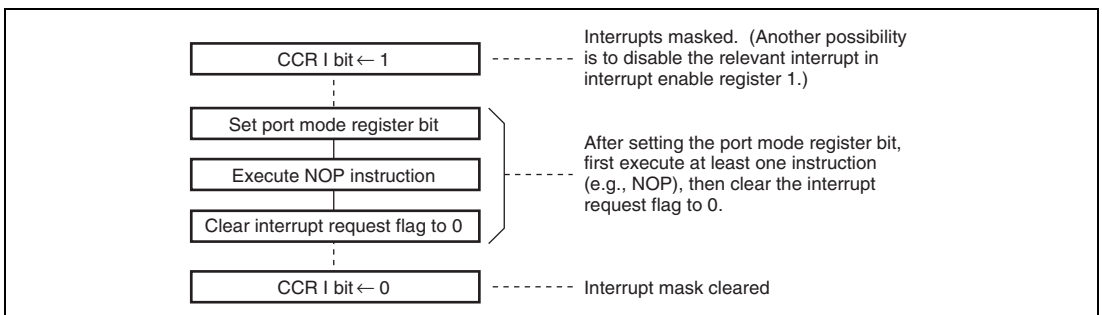 CCR I bit ← 1
Interrupts masked. (Another possibility
is to disable the relevant interrupt in
interrupt enable register 1.)
Set port mode register bit
Execute NOP instruction
Clear interrupt request flag to 0
After setting the port mode register bit,
first execute at least one instruction
(e.g., NOP), then clear the interrupt
request flag to 0.
CCR I bit ← 0
Interrupt mask cleared